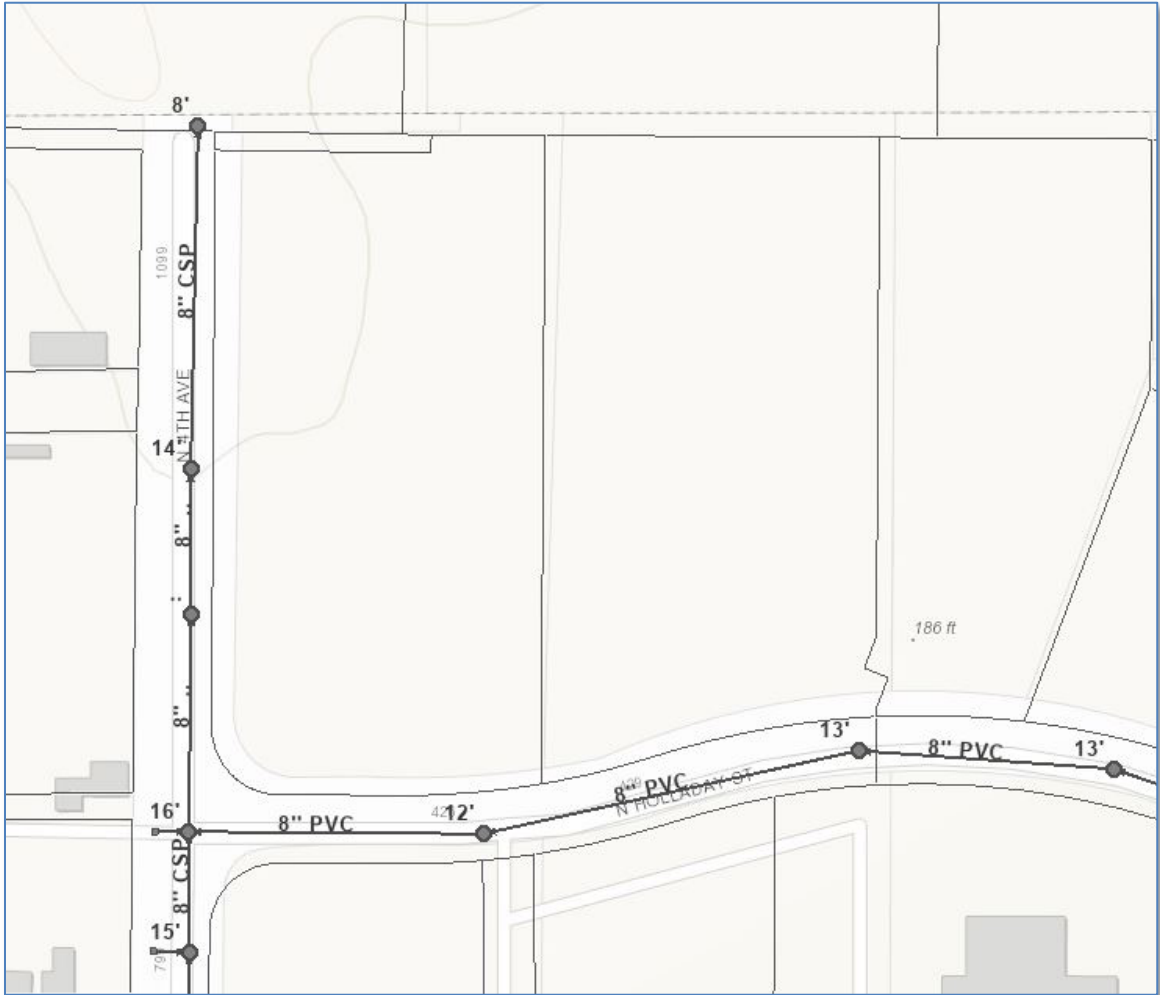 8'
1099
8" CSP
N 4TH AVE
14'
8"
8"
186 ft
13'
8" PVC
13'
8" PVC
N HOLLADAY ST
16'
8" PVC
12'
8" CSP
15'